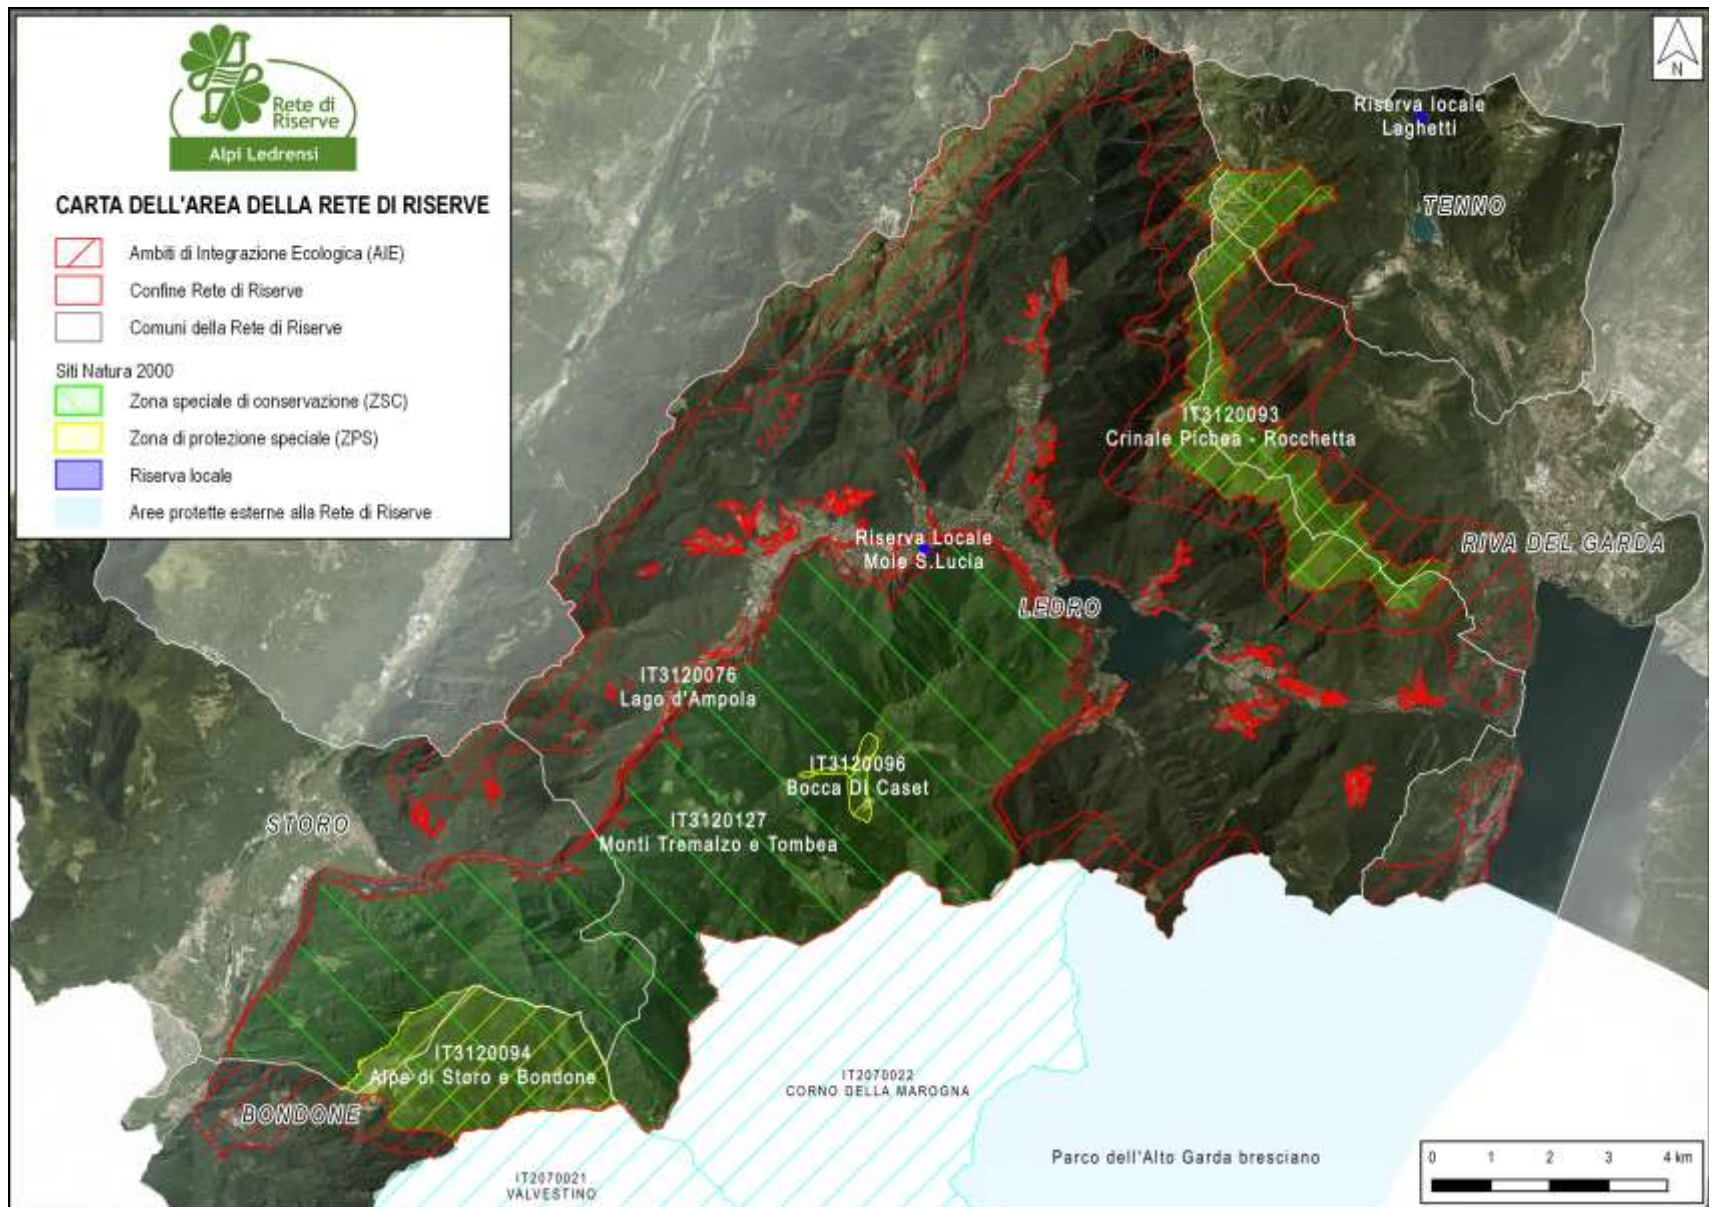 Rete di
Riserve
Alpi Ledrensi
CARTA DELL'AREA DELLA RETE DI RISERVE
Ambiti di Integrazione Ecologica (AIE)
Confine Rete di Riserve
Comuni della Rete di Riserve
Siti Natura 2000
Zona speciale di conservazione (ZSC)
Zona di protezione speciale (ZPS)
Riserva locale
Aree protette esterne alla Rete di Riserve
N
Riserva locale
Laghetti
TENNO
IT3120093
Crinale Pichea - Rocchetta
RIVA DEL GARDA
Riserva Locale
Moie S.Lucia
LEDRO
IT3120076
Lago d'Ampola
IT3120096
Bocca Di Caset
IT3120127
Monti Tremalzo e Tombea
STORO
IT3120094
Alpe di Storo e Bondone
BONDONE
IT2070022
CORNO DELLA MAROGNA
Parco dell'Alto Garda bresciano
IT2070021
VALVESTINO
0 1 2 3 4 km